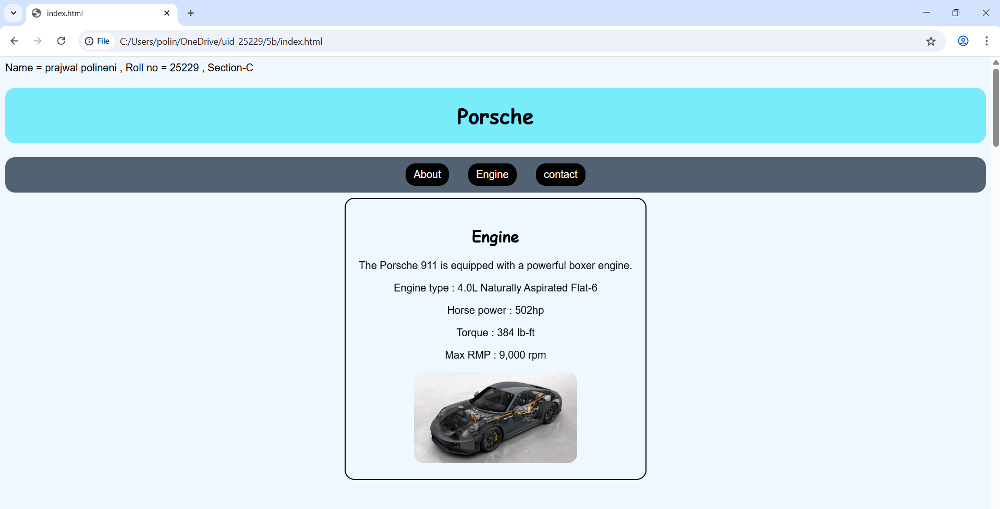 index.html
File C:/Users/polin/OneDrive/uid_25229/5b/index.html
Name = prajwal polineni , Roll no = 25229 , Section-C
Porsche
About Engine contact
Engine
The Porsche 911 is equipped with a powerful boxer engine.
Engine type : 4.0L Naturally Aspirated Flat-6
Horse power : 502hp
Torque : 384 lb-ft
Max RMP : 9,000 rpm